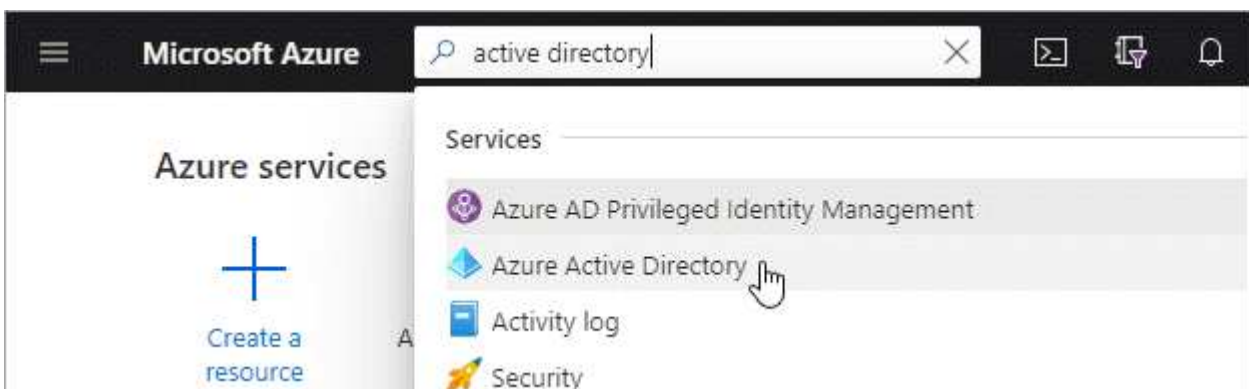 Microsoft Azure
active directory
Azure services
Create a
resource
A
Services
Azure AD Privileged Identity Management
Azure Active Directory
Activity log
Security